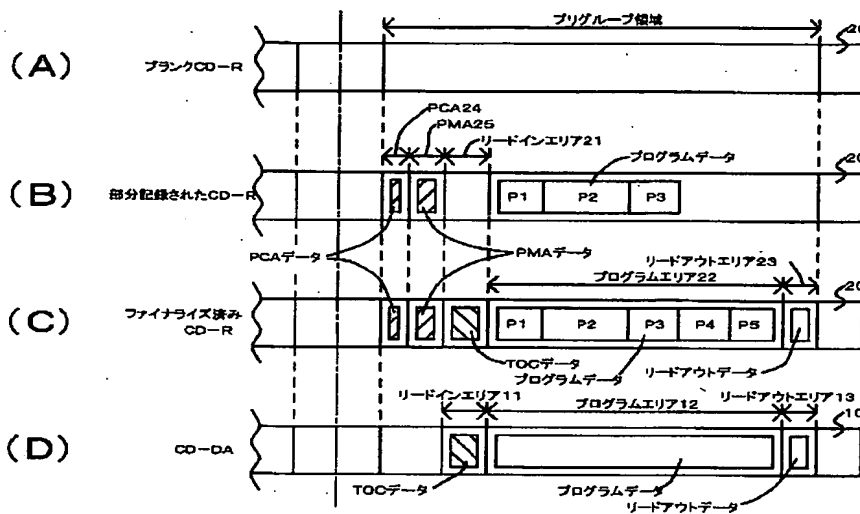 プリグループ領域
20
(A)
ブランクCD-R
PCA24
PMA25
リードインエリア21
プログラムデータ
20
(B)
部分記録されたCD-R
P1 P2 P3
PCAデータ
PMAデータ
リードアウトエリア23
プログラムエリア22
20
(C)
ファイナライズ済み
CD-R
P1 P2 P3 P4 P5
TOCデータ
プログラムデータ
リードアウトデータ
リードインエリア11
プログラムエリア12
リードアウトエリア13
10
(D)
CD-DA
TOCデータ
プログラムデータ
リードアウトデータ